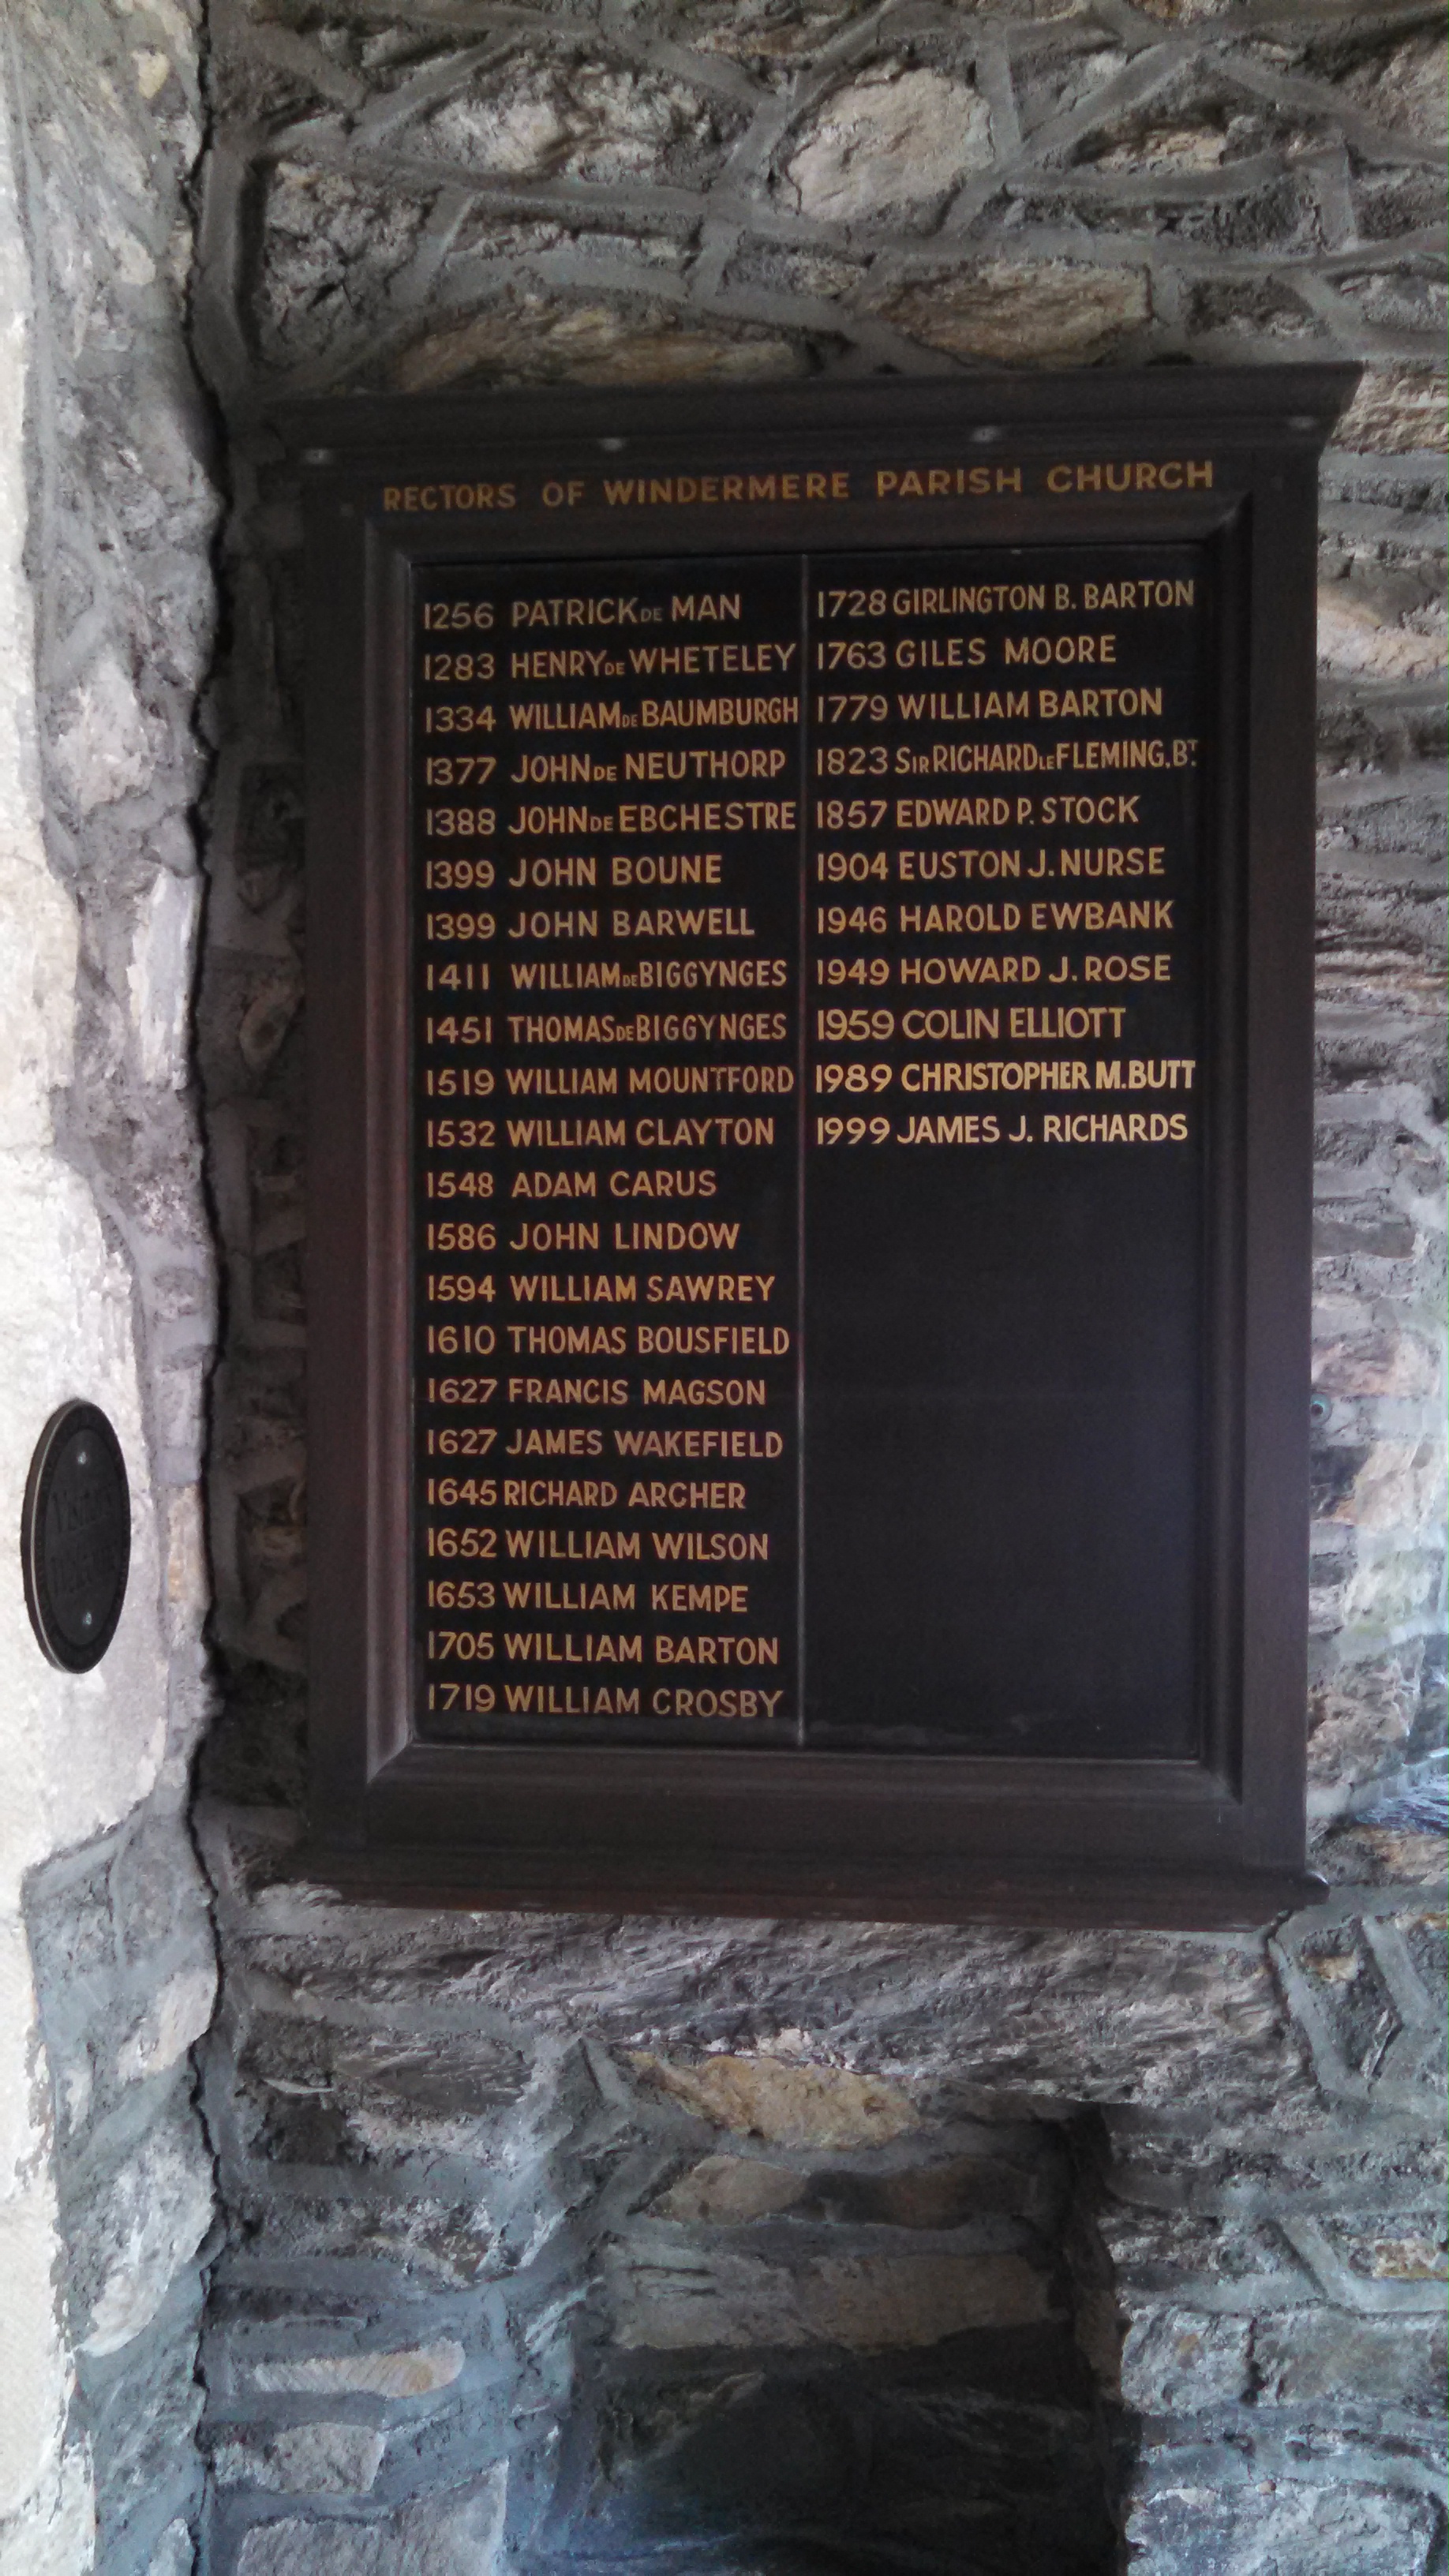 RECTORS OF WINDERMERE PARISH CHURCH
1256 PATRICK DE MAN
1283 HENRY DE WHETELEY
1334 WILLIAM DE BAUMBURGH
1377 JOHN DE NEUTHORP
1388 JOHN DE EBCHESTRE
1399 JOHN BOUNE
1399 JOHN BARWELL
1411 WILLIAM DE BIGGYNGES
1451 THOMAS DE BIGGYNGES
1519 WILLIAM MOUNTFORD
1532 WILLIAM CLAYTON
1548 ADAM CARUS
1586 JOHN LINDOW
1594 WILLIAM SAWREY
1610 THOMAS BOUSFIELD
1627 FRANCIS MAGSON
1627 JAMES WAKEFIELD
1645 RICHARD ARCHER
1652 WILLIAM WILSON
1653 WILLIAM KEMPE
1705 WILLIAM BARTON
1719 WILLIAM CROSBY
1728 GIRLINGTON B. BARTON
1763 GILES MOORE
1779 WILLIAM BARTON
1823 SIR RICHARD LE FLEMING, BT.
1857 EDWARD P. STOCK
1904 EUSTON J. NURSE
1946 HAROLD EWBANK
1949 HOWARD J. ROSE
1959 COLIN ELLIOTT
1989 CHRISTOPHER M. BUTT
1999 JAMES J. RICHARDS